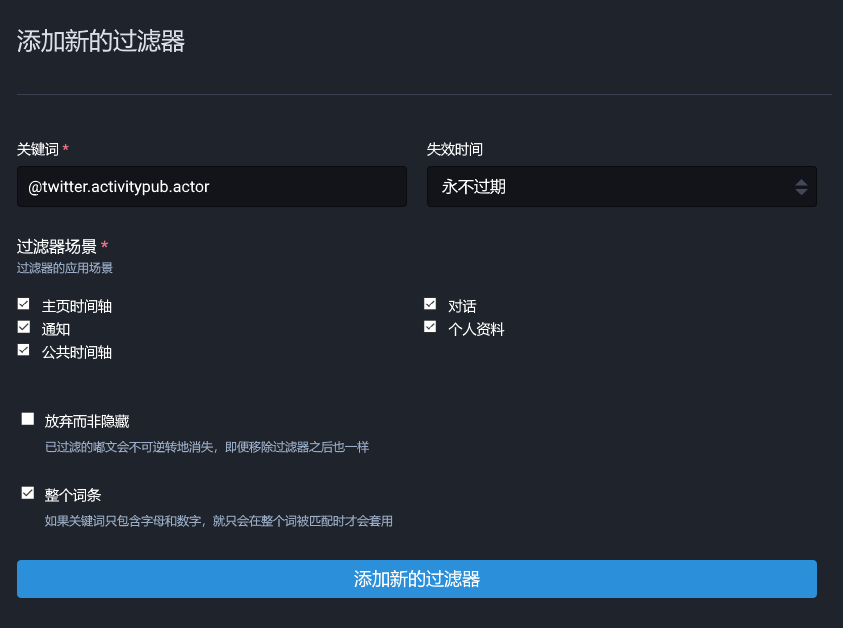 添加新的过滤器
关键词 *
失效时间
@twitter.activitypub.actor
永不过期
过滤器场景 *
过滤器的应用场景
主页时间轴
对话
通知
个人资料
公共时间轴
放弃而非隐藏
已过滤的嘟文会不可逆转地消失，即便移除过滤器之后也一样
整个词条
如果关键词只包含字母和数字，就只会在整个词被匹配时才会套用
添加新的过滤器